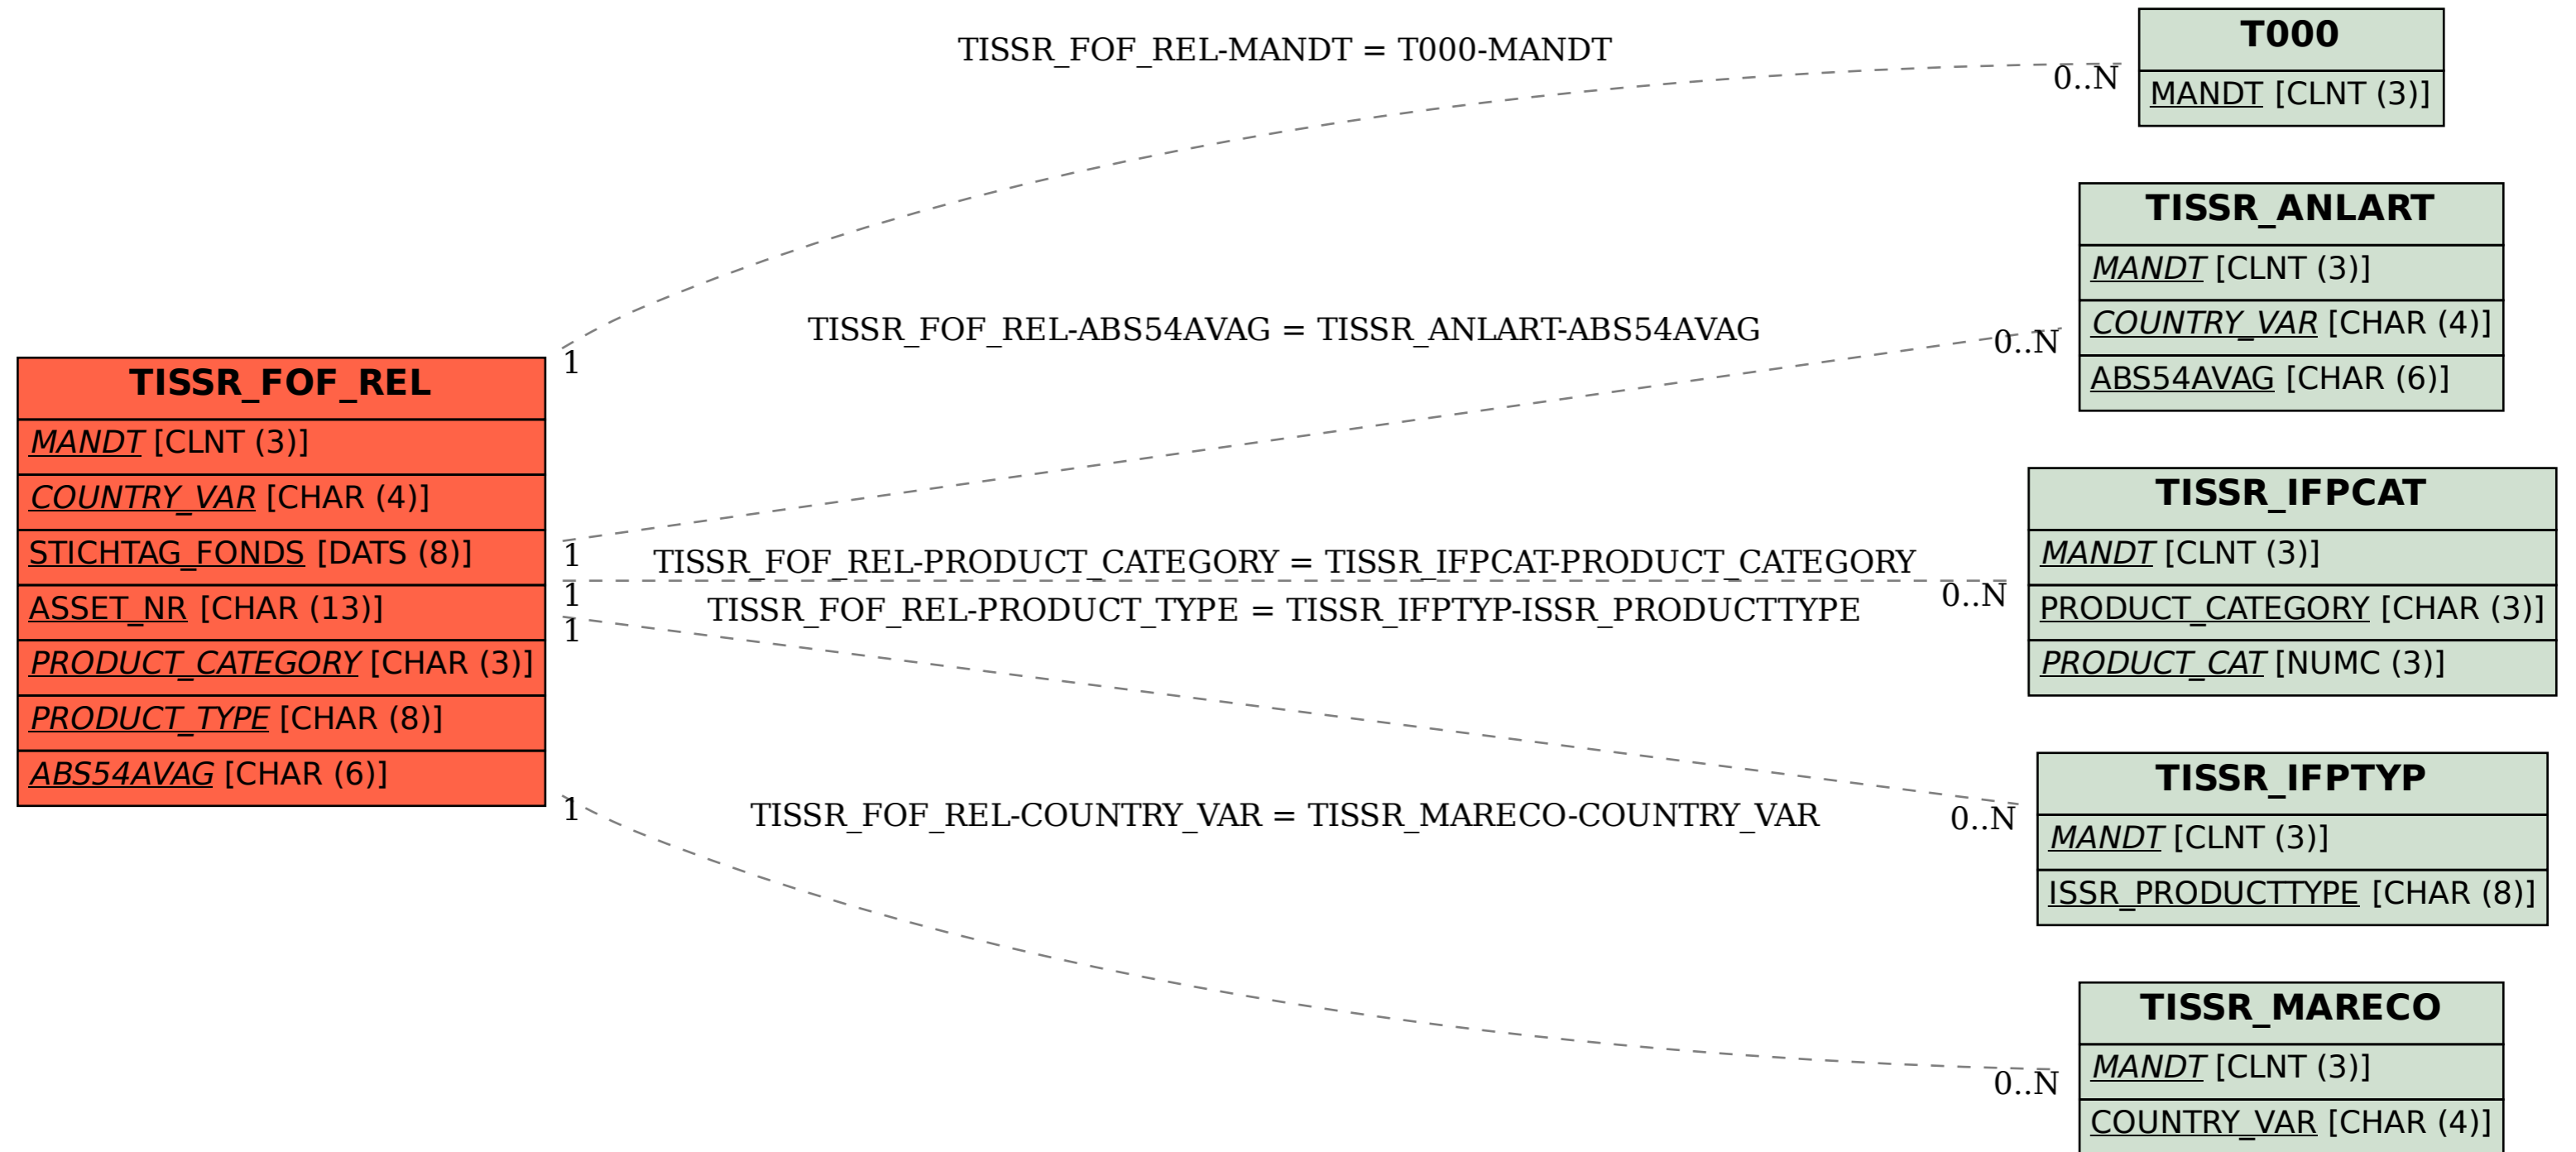 TISSR_FOF_REL-MANDT = T000-MANDT
0..N
T000
MANDT [CLNT (3)]
TISSR_ANLART
MANDT [CLNT (3)]
COUNTRY_VAR [CHAR (4)]
ABS54AVAG [CHAR (6)]
TISSR_FOF_REL-ABS54AVAG = TISSR_ANLART-ABS54AVAG
0..N
1
TISSR_FOF_REL
MANDT [CLNT (3)]
COUNTRY_VAR [CHAR (4)]
STICHTAG_FONDS [DATS (8)]
ASSET_NR [CHAR (13)]
PRODUCT_CATEGORY [CHAR (3)]
PRODUCT_TYPE [CHAR (8)]
ABS54AVAG [CHAR (6)]
1
TISSR_FOF_REL-PRODUCT_CATEGORY = TISSR_IFPCAT-PRODUCT_CATEGORY
1
0..N
TISSR_FOF_REL-PRODUCT_TYPE = TISSR_IFPTYP-ISSR_PRODUCTTYPE
1
TISSR_IFPCAT
MANDT [CLNT (3)]
PRODUCT_CATEGORY [CHAR (3)]
PRODUCT_CAT [NUMC (3)]
TISSR_IFPTYP
MANDT [CLNT (3)]
ISSR_PRODUCTTYPE [CHAR (8)]
0..N
1
TISSR_FOF_REL-COUNTRY_VAR = TISSR_MARECO-COUNTRY_VAR
0..N
TISSR_MARECO
MANDT [CLNT (3)]
COUNTRY_VAR [CHAR (4)]